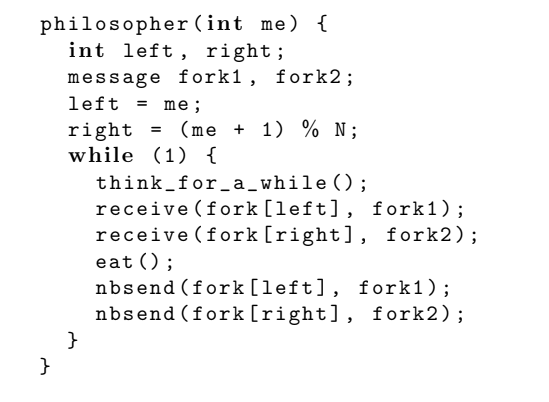 philosopher(int me) {
  int left, right;
  message fork1, fork2;
  left = me;
  right = (me + 1) % N;
  while (1) {
    think_for_a_while();
    receive(fork[left], fork1);
    receive(fork[right], fork2);
    eat();
    nbsend(fork[left], fork1);
    nbsend(fork[right], fork2);
  }
}